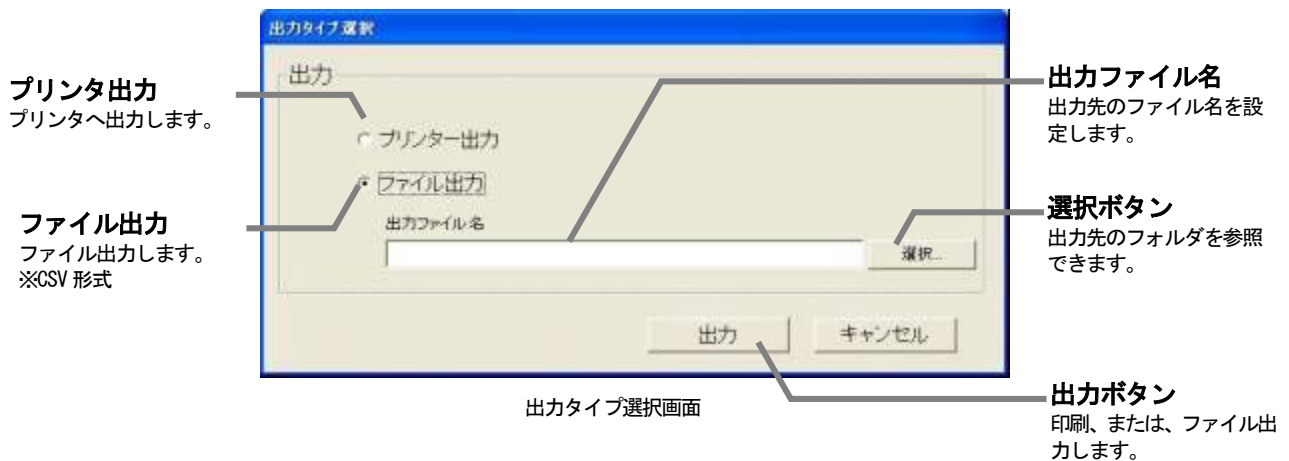 出力タイプ選択
出力
プリンタ出力
プリンタへ出力します。
プリンター出力
ファイル出力
ファイル出力
ファイル出力します。
※CSV 形式
出力ファイル名
選択...
出力
キャンセル
出力ファイル名
出力先のファイル名を設
定します。
選択ボタン
出力先のフォルダを参照
できます。
出力ボタン
印刷、または、ファイル出
力します。
出力タイプ選択画面